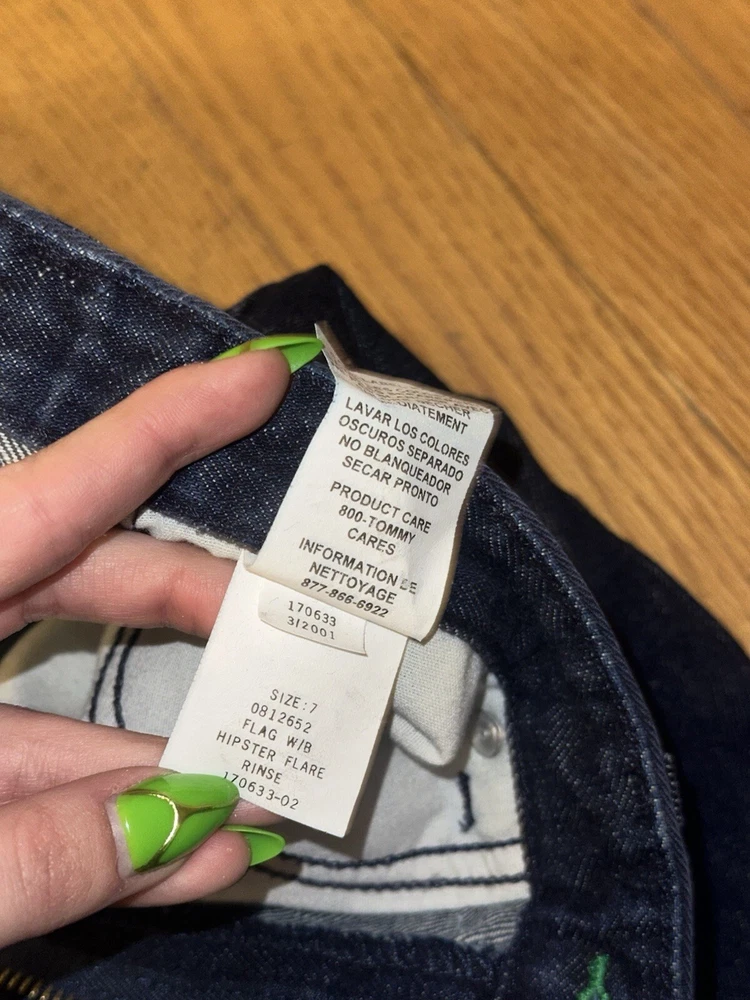 LAVAR LOS COLORES
OSCUROS SEPARADO
NO BLANQUEADOR
SECAR PRONTO
PRODUCT CARE
800-TOMMY
CARES
INFORMATION DE
NETTOYAGE
877-866-6922
170633
3/2001
SIZE:7
0812652
FLAG W/B
HIPSTER FLARE
RINSE
170633-02